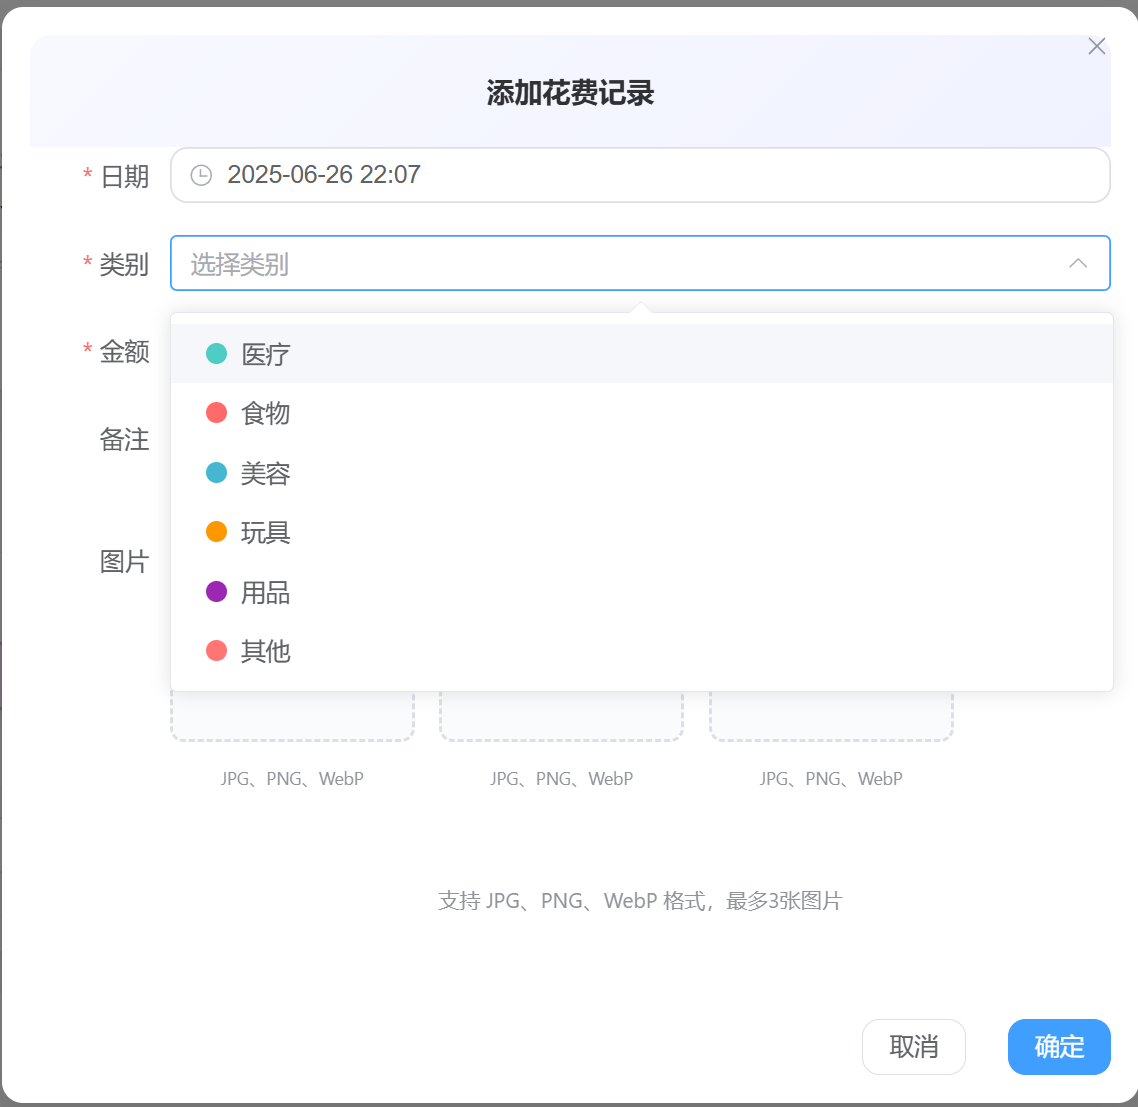 添加花费记录
* 日期 2025-06-26 22:07
* 类别 选择类别
* 金额
备注
图片
医疗
食物
美容
玩具
用品
其他
JPG、PNG、WebP JPG、PNG、WebP JPG、PNG、WebP
支持 JPG、PNG、WebP 格式，最多3张图片
取消 确定